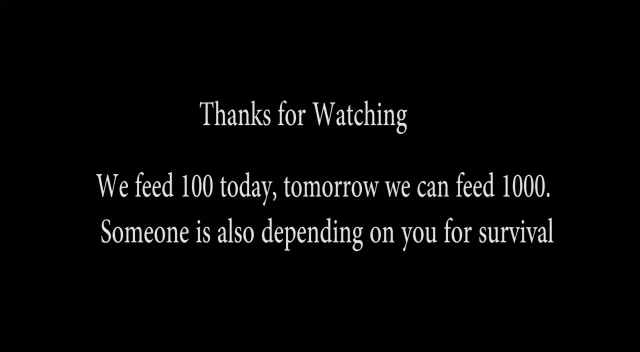 Thanks for Watching
We feed 100 today, tomorrow we can feed 1000.
Someone is also depending on you for survival